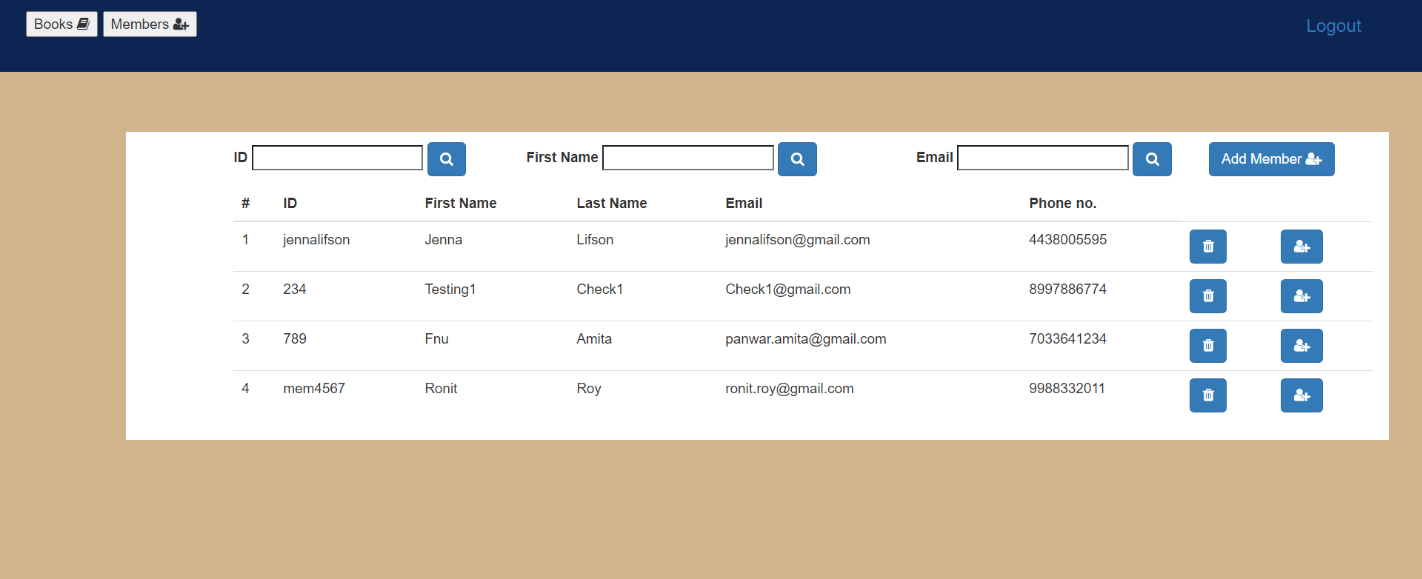 Books Members Logout
ID First Name Email Add Member
# ID First Name Last Name Email Phone no.
1 jennalifson Jenna Lifson jennalifson@gmail.com 4438005595
2 234 Testing1 Check1 Check1@gmail.com 8997886774
3 789 Fnu Amita panwar.amita@gmail.com 7033641234
4 mem4567 Ronit Roy ronit.roy@gmail.com 9988332011